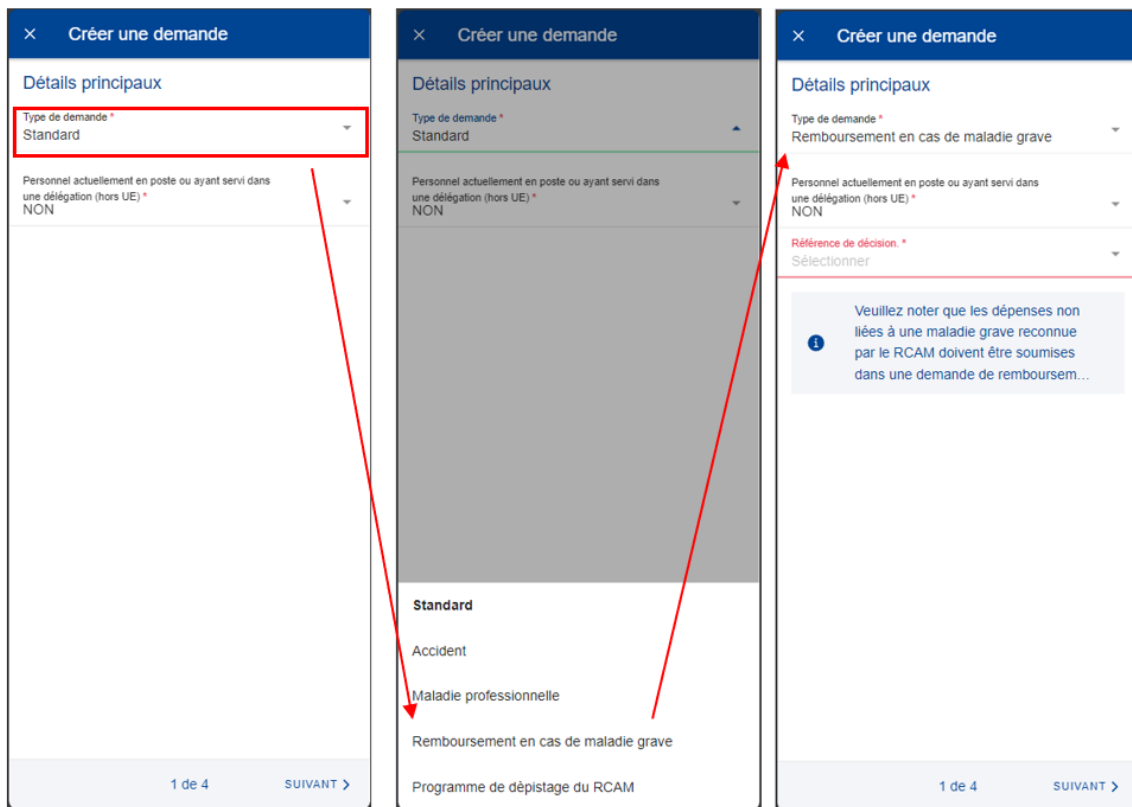 × Créer une demande
Détails principaux
Type de demande *
Standard
Personnel actuellement en poste ou ayant servi dans
une délégation (hors UE) *
NON
1 de 4 SUIVANT >
× Créer une demande
Détails principaux
Type de demande *
Standard
Personnel actuellement en poste ou ayant servi dans
une délégation (hors UE) *
NON
Standard
Accident
Maladie professionnelle
Remboursement en cas de maladie grave
Programme de dèpistage du RCAM
× Créer une demande
Détails principaux
Type de demande *
Remboursement en cas de maladie grave
Personnel actuellement en poste ou ayant servi dans
une délégation (hors UE) *
NON
Référence de décision. *
Sélectionner
Veuillez noter que les dépenses non
liées à une maladie grave reconnue
par le RCAM doivent être soumises
dans une demande de remboursem...
1 de 4 SUIVANT >